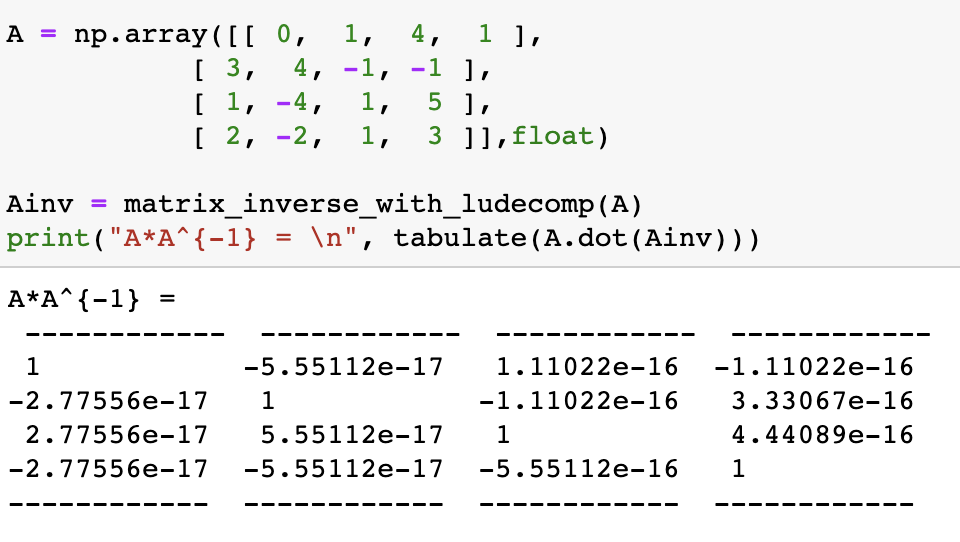 A = np.array([[ 0, 1, 4, 1 ],
[ 3, 4, -1, -1 ],
[ 1, -4, 1, 5 ],
[ 2, -2, 1, 3 ]],float)
Ainv = matrix_inverse_with_ludecomp(A)
print("A*A^{-1} = \n", tabulate(A.dot(Ainv)))
A*A^{-1} =
------------ ------------ ------------ ------------
1 -5.55112e-17 1.11022e-16 -1.11022e-16
-2.77556e-17 1 -1.11022e-16 3.33067e-16
2.77556e-17 5.55112e-17 1 4.44089e-16
-2.77556e-17 -5.55112e-17 -5.55112e-16 1
------------ ------------ ------------ ------------